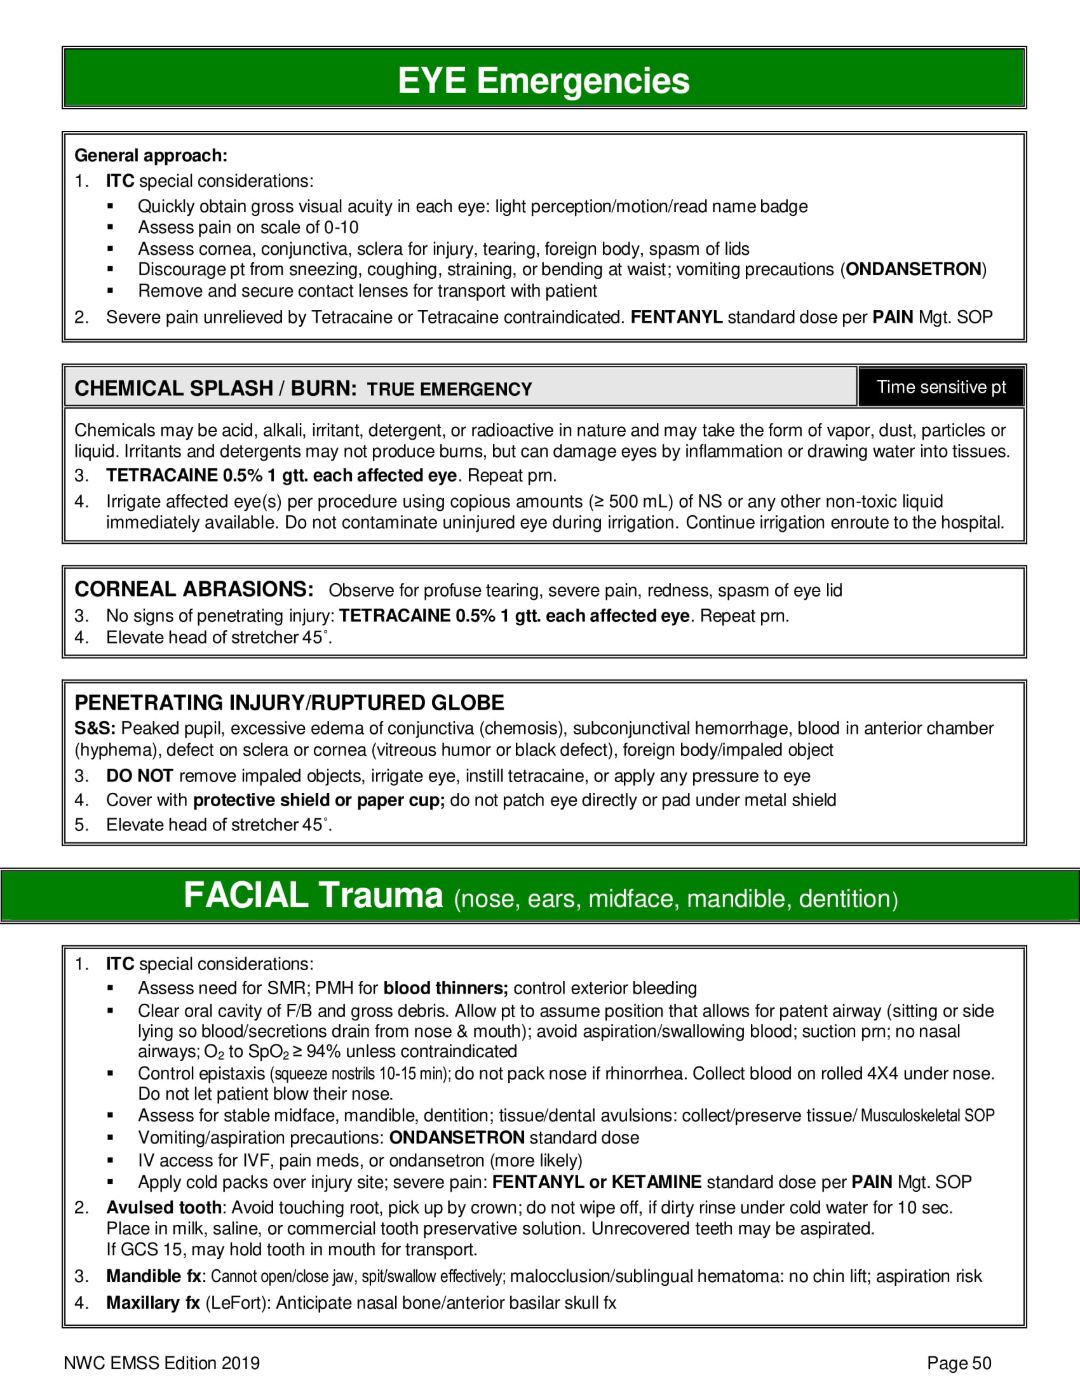 EYE Emergencies
General approach:
1. ITC special considerations:
▪ Quickly obtain gross visual acuity in each eye: light perception/motion/read name badge
▪ Assess pain on scale of 0-10
▪ Assess cornea, conjunctiva, sclera for injury, tearing, foreign body, spasm of lids
▪ Discourage pt from sneezing, coughing, straining, or bending at waist; vomiting precautions (ONDANSETRON)
▪ Remove and secure contact lenses for transport with patient
2. Severe pain unrelieved by Tetracaine or Tetracaine contraindicated. FENTANYL standard dose per PAIN Mgt. SOP
CHEMICAL SPLASH / BURN: TRUE EMERGENCY
Time sensitive pt
Chemicals may be acid, alkali, irritant, detergent, or radioactive in nature and may take the form of vapor, dust, particles or
liquid. Irritants and detergents may not produce burns, but can damage eyes by inflammation or drawing water into tissues.
3. TETRACAINE 0.5% 1 gtt. each affected eye. Repeat prn.
4. Irrigate affected eye(s) per procedure using copious amounts (≥ 500 mL) of NS or any other non-toxic liquid
immediately available. Do not contaminate uninjured eye during irrigation. Continue irrigation enroute to the hospital.
CORNEAL ABRASIONS: Observe for profuse tearing, severe pain, redness, spasm of eye lid
3. No signs of penetrating injury: TETRACAINE 0.5% 1 gtt. each affected eye. Repeat prn.
4. Elevate head of stretcher 45˚.
PENETRATING INJURY/RUPTURED GLOBE
S&S: Peaked pupil, excessive edema of conjunctiva (chemosis), subconjunctival hemorrhage, blood in anterior chamber
(hyphema), defect on sclera or cornea (vitreous humor or black defect), foreign body/impaled object
3. DO NOT remove impaled objects, irrigate eye, instill tetracaine, or apply any pressure to eye
4. Cover with protective shield or paper cup; do not patch eye directly or pad under metal shield
5. Elevate head of stretcher 45˚.
FACIAL Trauma (nose, ears, midface, mandible, dentition)
1. ITC special considerations:
▪ Assess need for SMR; PMH for blood thinners; control exterior bleeding
▪ Clear oral cavity of F/B and gross debris. Allow pt to assume position that allows for patent airway (sitting or side
lying so blood/secretions drain from nose & mouth); avoid aspiration/swallowing blood; suction prn; no nasal
airways; O₂ to SpO₂ ≥ 94% unless contraindicated
▪ Control epistaxis (squeeze nostrils 10-15 min); do not pack nose if rhinorrhea. Collect blood on rolled 4X4 under nose.
Do not let patient blow their nose.
▪ Assess for stable midface, mandible, dentition; tissue/dental avulsions: collect/preserve tissue/ Musculoskeletal SOP
▪ Vomiting/aspiration precautions: ONDANSETRON standard dose
▪ IV access for IVF, pain meds, or ondansetron (more likely)
▪ Apply cold packs over injury site; severe pain: FENTANYL or KETAMINE standard dose per PAIN Mgt. SOP
2. Avulsed tooth: Avoid touching root, pick up by crown; do not wipe off, if dirty rinse under cold water for 10 sec.
Place in milk, saline, or commercial tooth preservative solution. Unrecovered teeth may be aspirated.
If GCS 15, may hold tooth in mouth for transport.
3. Mandible fx: Cannot open/close jaw, spit/swallow effectively; malocclusion/sublingual hematoma: no chin lift; aspiration risk
4. Maxillary fx (LeFort): Anticipate nasal bone/anterior basilar skull fx
NWC EMSS Edition 2019
Page 50